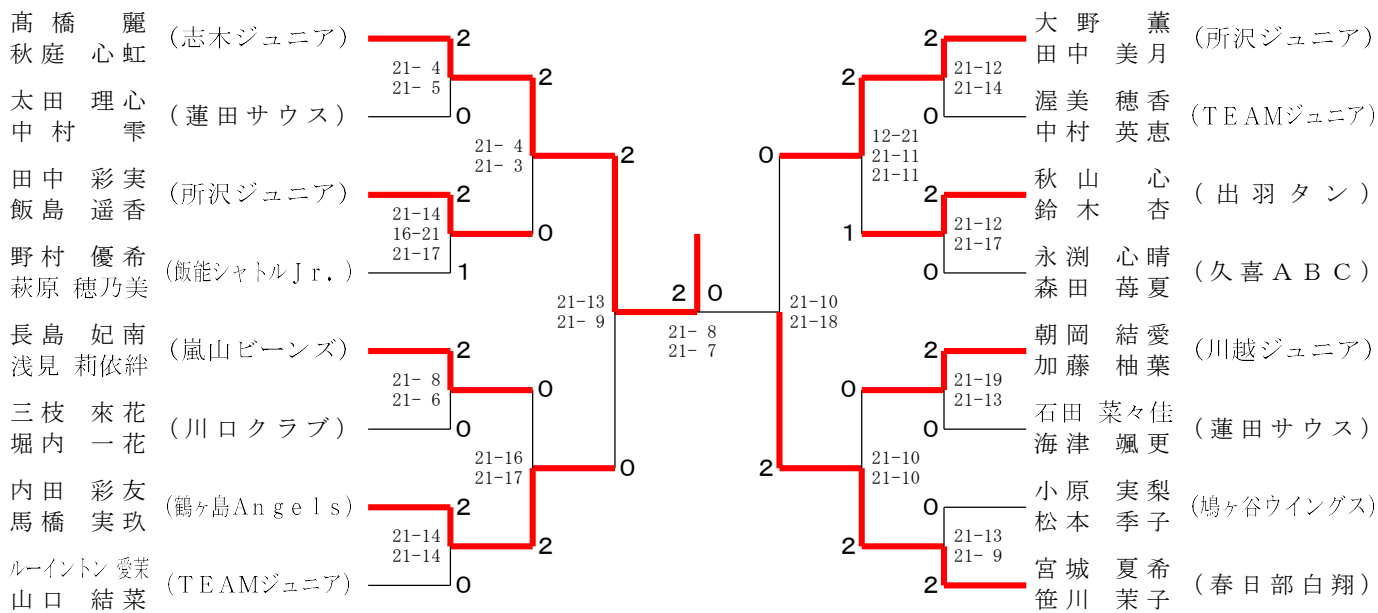 髙橋 麗
秋庭 心虹
(志木ジュニア)
2
21- 4
21- 5
太田 理心
中村 雫
(蓮田サウス)
0
2
21- 4
21- 3
田中 彩実
飯島 遥香
(所沢ジュニア)
2
21-14
16-21
21-17
野村 優希
萩原 穂乃美
(飯能シャトルJr.)
1
0
2
21-13
21- 9
長島 妃南
浅見 莉依絆
(嵐山ビーンズ)
2
21- 8
21- 6
三枝 來花
堀内 一花
(川口クラブ)
0
0
21-16
21-17
内田 彩友
馬橋 実玖
(鶴ヶ島Angels)
2
21-14
21-14
ルーイントン 愛茉
山口 結菜
(TEAMジュニア)
0
2
0
2 0
21- 8
21- 7
大野 薫
田中 美月
(所沢ジュニア)
2
21-12
21-14
渥美 穂香
中村 英恵
(TEAMジュニア)
0
2
12-21
21-11
21-11
秋山 心
鈴木 杏
(出羽タン)
2
21-12
21-17
永渕 心晴
森田 苺夏
(久喜ABC)
0
1
0
21-10
21-18
朝岡 結愛
加藤 柚葉
(川越ジュニア)
2
21-19
21-13
石田 菜々佳
海津 颯更
(蓮田サウス)
0
0
21-10
21-10
小原 実梨
松本 季子
(鳩ヶ谷ウイングス)
0
21-13
21- 9
宮城 夏希
笹川 茉子
(春日部白翔)
2
2
2